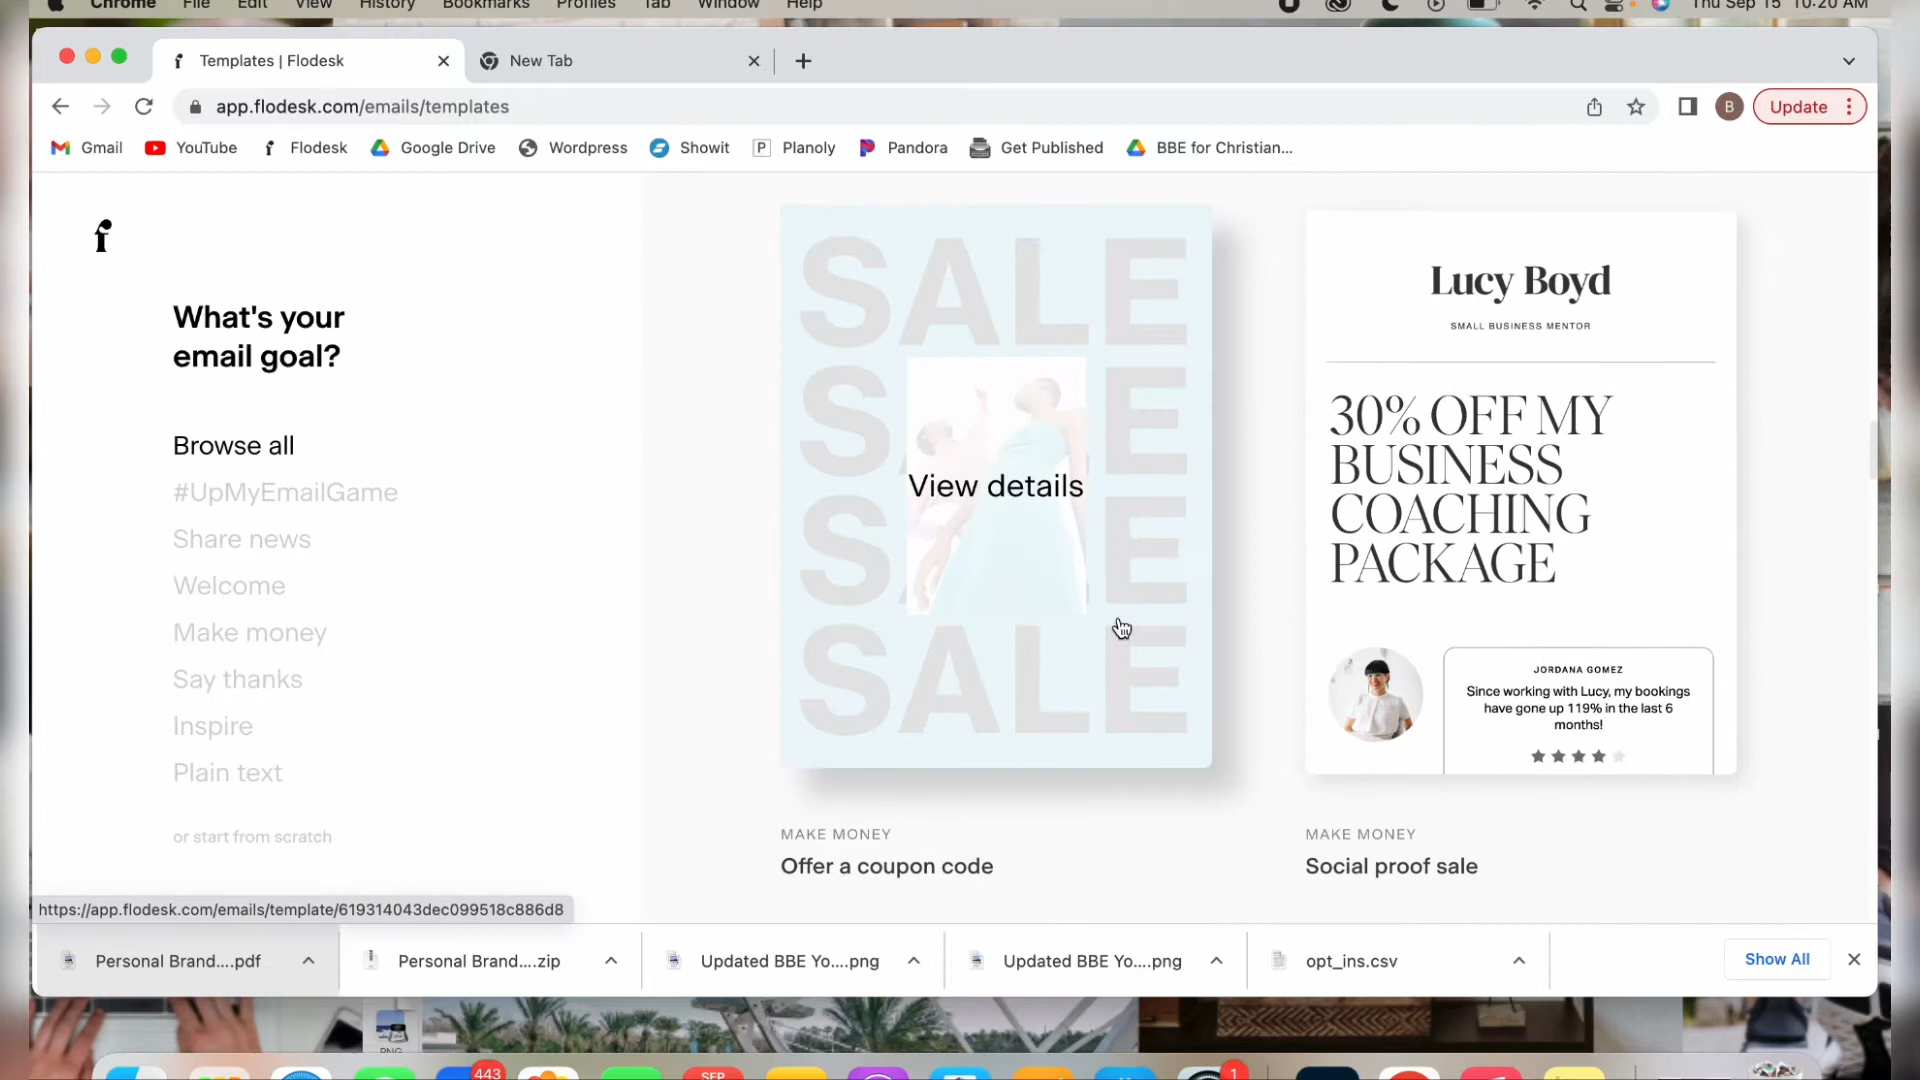 Chrome File Edit View History Bookmarks Profiles Tab Window Help Thu Sep 15 10:20 AM
Templates | Flodesk
New Tab
app.flodesk.com/emails/templates
B
Update
Gmail YouTube Flodesk Google Drive Wordpress Showit P Planoly Pandora Get Published BBE for Christian...
f
What's your
email goal?
Browse all
#UpMyEmailGame
Share news
Welcome
Make money
Say thanks
Inspire
Plain text
or start from scratch
SALE
SALE
View details
SALE
SALE
MAKE MONEY
Offer a coupon code
Lucy Boyd
SMALL BUSINESS MENTOR
30% OFF MY
BUSINESS
COACHING
PACKAGE
JORDANA GOMEZ
Since working with Lucy, my bookings
have gone up 119% in the last 6
months!
MAKE MONEY
Social proof sale
https://app.flodesk.com/emails/template/619314043dec099518c886d8
Personal Brand....pdf
Personal Brand....zip
Updated BBE Yo....png
Updated BBE Yo....png
opt_ins.csv
Show All
PNG
443
SEP
1